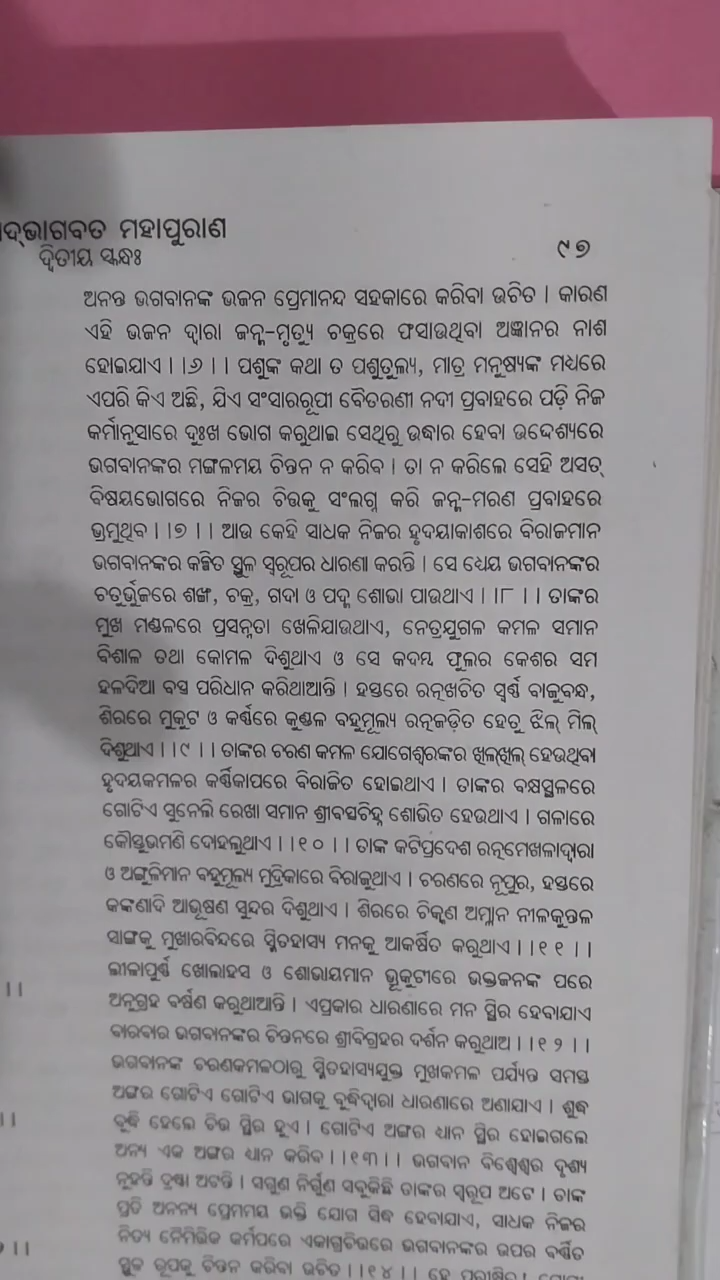 ଦ୍‌ଭାଗବତ ମହାପୁରାଣ
ଦ୍ୱିତୀୟ ସ୍କନ୍ଧଃ
୯୭
ଅନନ୍ତ ଭଗବାନଙ୍କ ଭଜନ ପ୍ରେମାନନ୍ଦ ସହକାରେ କରିବା ଉଚିତ । କାରଣ
ଏହି ଭଜନ ଦ୍ୱାରା ଜନ୍ମ-ମୃତ୍ୟୁ ଚକ୍ରରେ ଫସାଉଥିବା ଅଜ୍ଞାନର ନାଶ
ହୋଇଯାଏ ।।୬ ।। ପଶୁଙ୍କ କଥା ତ ପଶୁତୁଲ୍ୟ, ମାତ୍ର ମନୁଷ୍ୟଙ୍କ ମଧ୍ୟରେ
ଏପରି କିଏ ଅଛି, ଯିଏ ସଂସାରରୂପୀ ବୈତରଣୀ ନଦୀ ପ୍ରବାହରେ ପଡ଼ି ନିଜ
କର୍ମାନୁସାରେ ଦୁଃଖ ଭୋଗ କରୁଥାଇ ସେଥିରୁ ଉଦ୍ଧାର ହେବା ଉଦ୍ଦେଶ୍ୟରେ
ଭଗବାନଙ୍କର ମଙ୍ଗଳମୟ ଚିନ୍ତନ ନ କରିବ । ତା ନ କରିଲେ ସେହି ଅସତ୍
ବିଷୟଭୋଗରେ ନିଜର ଚିତ୍ତକୁ ସଂଲଗ୍ନ କରି ଜନ୍ମ-ମରଣ ପ୍ରବାହରେ
ଭ୍ରମୁଥିବ ।।୭ ।। ଆଉ କେହି ସାଧକ ନିଜର ହୃଦୟାକାଶରେ ବିରାଜମାନ
ଭଗବାନଙ୍କର କଳ୍ପିତ ସ୍ଥୂଳ ସ୍ୱରୂପର ଧାରଣା କରନ୍ତି । ସେ ଧ୍ୟେୟ ଭଗବାନଙ୍କର
ଚତୁର୍ଭୁଜରେ ଶଙ୍ଖ, ଚକ୍ର, ଗଦା ଓ ପଦ୍ମ ଶୋଭା ପାଉଥାଏ ।।୮ ।। ତାଙ୍କର
ମୁଖ ମଣ୍ଡଳରେ ପ୍ରସନ୍ନତା ଖେଳିଯାଉଥାଏ, ନେତ୍ରଯୁଗଳ କମଳ ସମାନ
ବିଶାଳ ତଥା କୋମଳ ଦିଶୁଥାଏ ଓ ସେ କଦମ୍ବ ଫୁଲର କେଶର ସମ
ହଳଦିଆ ବସ୍ତ୍ର ପରିଧାନ କରିଥାଆନ୍ତି । ହସ୍ତରେ ରତ୍ନଖଚିତ ସ୍ୱର୍ଣ୍ଣ ବାଜୁବନ୍ଧ,
ଶିରରେ ମୁକୁଟ ଓ କର୍ଣ୍ଣରେ କୁଣ୍ଡଳ ବହୁମୂଲ୍ୟ ରତ୍ନଜଡ଼ିତ ହେତୁ ଝିଲ୍ ମିଲ୍
ଦିଶୁଥାଏ ।।୯ ।। ତାଙ୍କର ଚରଣ କମଳ ଯୋଗେଶ୍ୱରଙ୍କର ଖିଲ୍‌ଖିଲ୍ ହେଉଥିବା
ହୃଦୟକମଳର କର୍ଣ୍ଣିକାପରେ ବିରାଜିତ ହୋଇଥାଏ । ତାଙ୍କର ବକ୍ଷସ୍ଥଳରେ
ଗୋଟିଏ ସୁନେଲି ରେଖା ସମାନ ଶ୍ରୀବତ୍ସଚିହ୍ନ ଶୋଭିତ ହେଉଥାଏ । ଗଳାରେ
କୌସ୍ତୁଭମଣି ଦୋହଲୁଥାଏ ।।୧୦ ।। ତାଙ୍କ କଟିପ୍ରଦେଶ ରତ୍ନମେଖଳାଦ୍ୱାରା
ଓ ଅଙ୍ଗୁଳିମାନ ବହୁମୂଲ୍ୟ ମୁଦ୍ରିକାରେ ବିରାଜୁଥାଏ । ଚରଣରେ ନୂପୁର, ହସ୍ତରେ
କଙ୍କଣାଦି ଆଭୂଷଣ ସୁନ୍ଦର ଦିଶୁଥାଏ । ଶିରରେ ଚିକ୍କଣ ଅମ୍ଳାନ ନୀଳକୁନ୍ତଳ
ସାଙ୍ଗକୁ ମୁଖାରବିନ୍ଦରେ ସ୍ମିତହାସ୍ୟ ମନକୁ ଆକର୍ଷିତ କରୁଥାଏ ।।୧୧ ।।
ଲୀଳାପୂର୍ଣ୍ଣ ଖୋଲାହସ ଓ ଶୋଭାୟମାନ ଭୂକୁଟୀରେ ଭକ୍ତଜନଙ୍କ ପରେ
ଅନୁଗ୍ରହ ବର୍ଷଣ କରୁଥାଆନ୍ତି । ଏପ୍ରକାର ଧାରଣାରେ ମନ ସ୍ଥିର ହେବାଯାଏ
ବାରବାର ଭଗବାନଙ୍କର ଚିନ୍ତନରେ ଶ୍ରୀବିଗ୍ରହର ଦର୍ଶନ କରୁଥାଅ ।।୧୨ ।।
ଭଗବାନଙ୍କ ଚରଣକମଳଠାରୁ ସ୍ମିତହାସ୍ୟଯୁକ୍ତ ମୁଖକମଳ ପର୍ଯ୍ୟନ୍ତ ସମସ୍ତ
ଅଙ୍ଗର ଗୋଟିଏ ଗୋଟିଏ ଭାଗକୁ ବୁଦ୍ଧିଦ୍ୱାରା ଧାରଣାରେ ଅଣାଯାଏ । ଶୁଦ୍ଧ
ବୁଦ୍ଧି ହେଲେ ଚିତ୍ତ ସ୍ଥିର ହୁଏ । ଗୋଟିଏ ଅଙ୍ଗର ଧ୍ୟାନ ସ୍ଥିର ହୋଇଗଲେ
ଅନ୍ୟ ଏକ ଅଙ୍ଗର ଧ୍ୟାନ କରିବ ।।୧୩।। ଭଗବାନ ବିଶ୍ୱେଶ୍ୱର ଦୃଶ୍ୟ
ନୁହନ୍ତି ଦ୍ରଷ୍ଟା ଅଟନ୍ତି । ସଗୁଣ ନିର୍ଗୁଣ ସବୁକିଛି ତାଙ୍କର ସ୍ୱରୂପ ଅଟେ । ତାଙ୍କ
ପ୍ରତି ଅନନ୍ୟ ପ୍ରେମମୟ ଭକ୍ତି ଯୋଗ ସିଦ୍ଧ ହେବାଯାଏ, ସାଧକ ନିଜର
ନିତ୍ୟ ନୈମିତ୍ତିକ କର୍ମପରେ ଏକାଗ୍ରଚିତ୍ତରେ ଭଗବାନଙ୍କର ଉପର ବର୍ଣ୍ଣିତ
ସ୍ଥୂଳ ରୂପକୁ ଚିନ୍ତନ କରିବା ଉଚିତ ।।୧୪ ।। ହେ ପରୀକ୍ଷିତ !